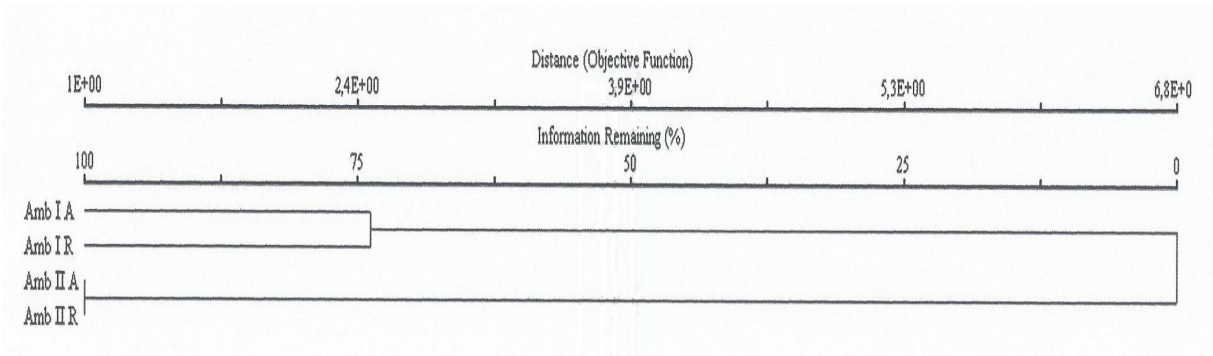 Distance (Objective Function)
1E+00 2,4E+00 3,9E+00 5,3E+00 6,8E+0
Information Remaining (%)
100 75 50 25 0
Amb I A
Amb I R
Amb II A
Amb II R